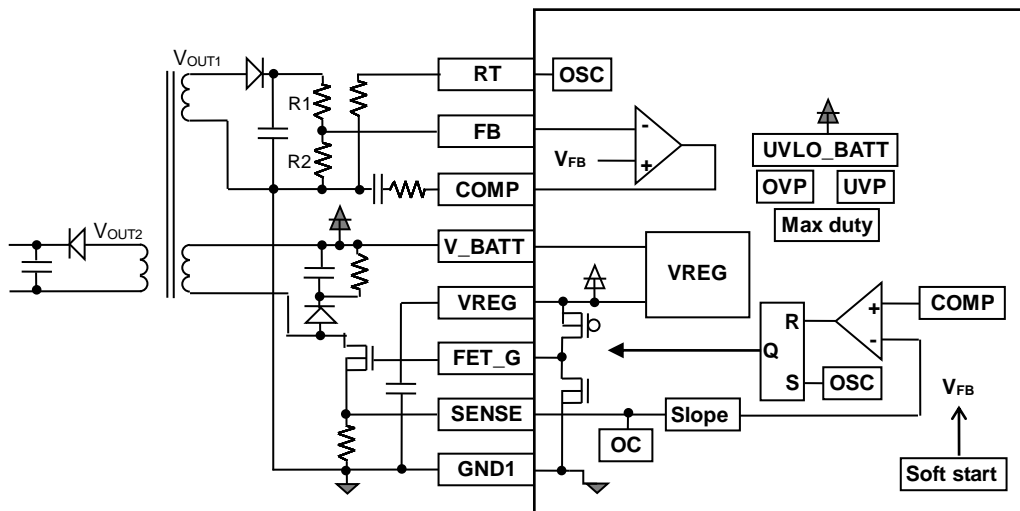 VOUT1
R1
R2
VOUT2
RT
OSC
FB
VFB
COMP
V_BATT
VREG
VREG
FET_G
SENSE
GND1
UVLO_BATT
OVP
UVP
Max duty
COMP
R
Q
S
OSC
OC
Slope
VFB
Soft start
+
-
+
-